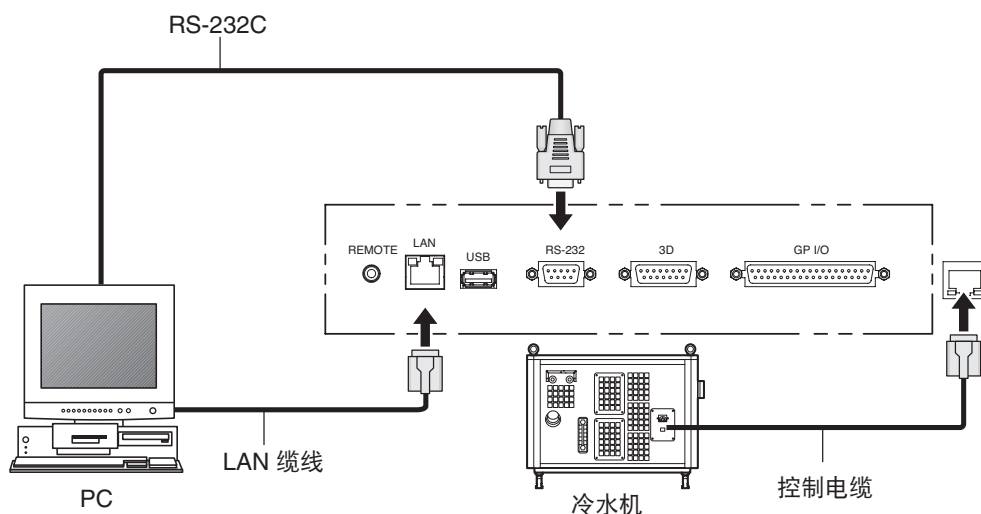 RS-232C
REMOTE
LAN
USB
RS-232
3D
GP I/O
LAN 缆线
PC
冷水机
控制电缆